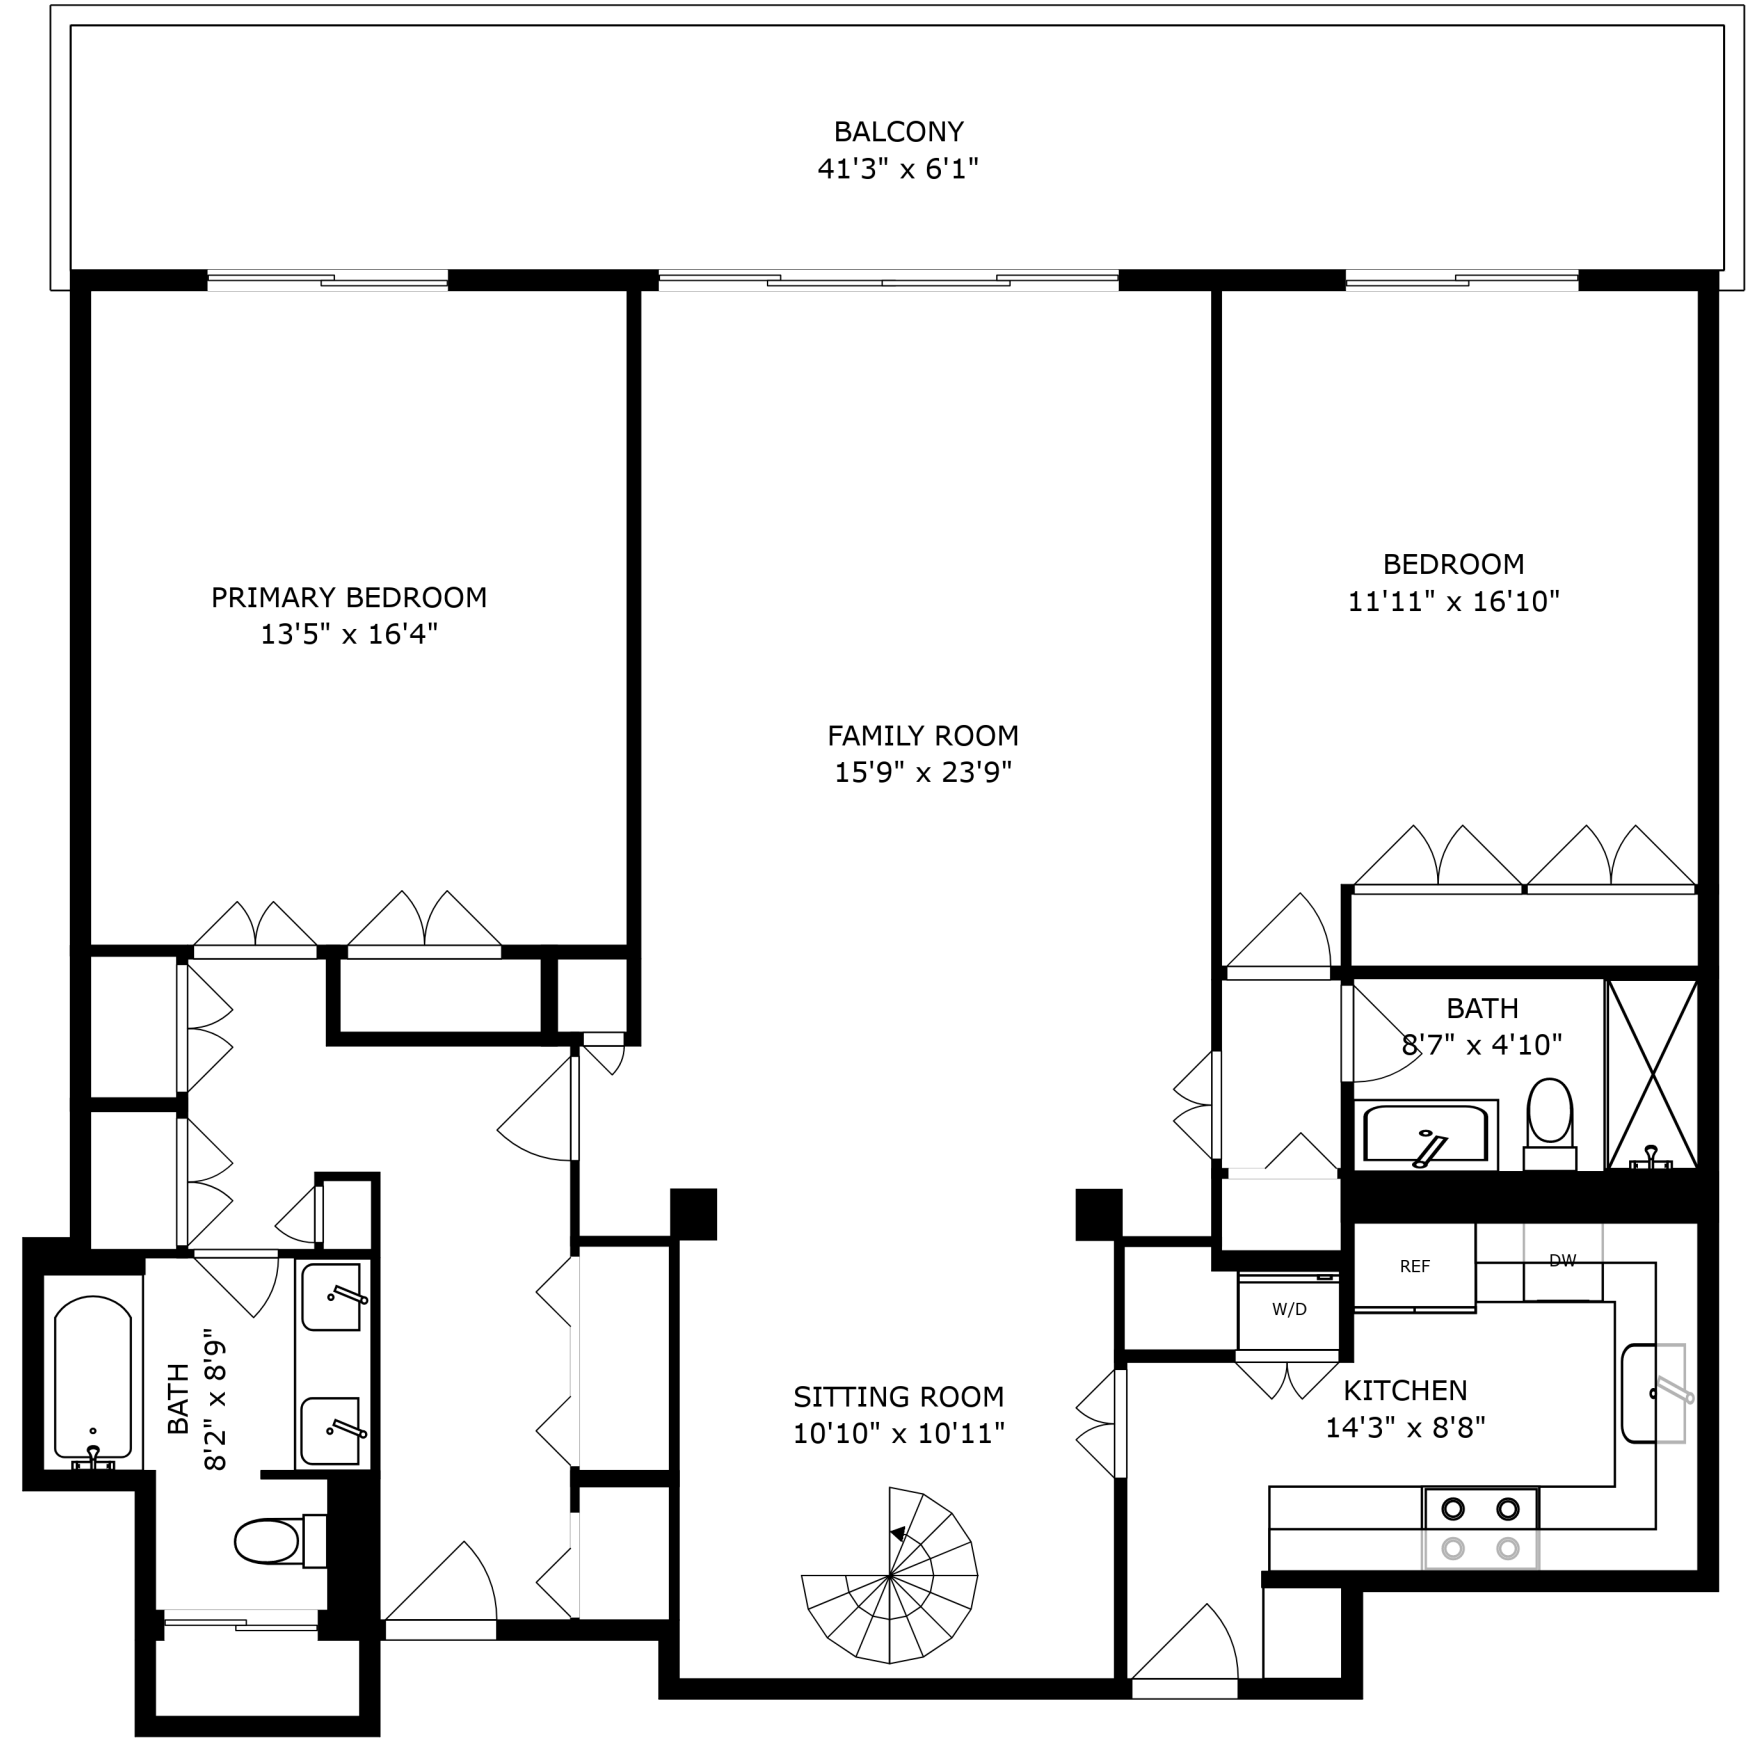 BALCONY
41'3" x 6'1"
PRIMARY BEDROOM
13'5" x 16'4"
BEDROOM
11'11" x 16'10"
FAMILY ROOM
15'9" x 23'9"
BATH
8'7" x 4'10"
REF
DW
W/D
BATH
8'2" x 8'9"
SITTING ROOM
10'10" x 10'11"
KITCHEN
14'3" x 8'8"